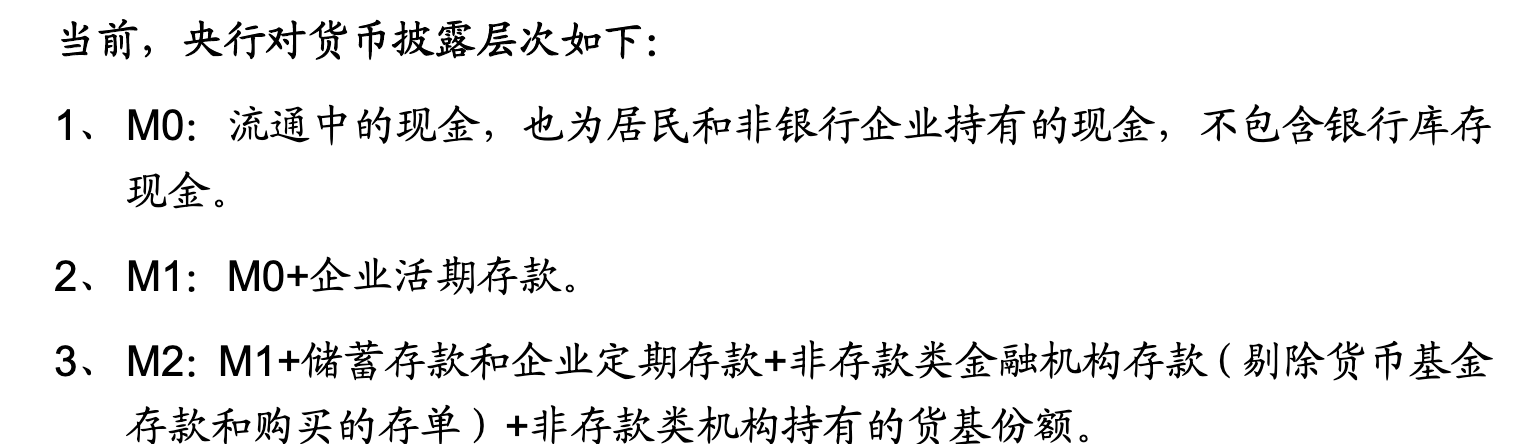 当前，央行对货币披露层次如下：
1、 M0：流通中的现金，也为居民和非银行企业持有的现金，不包含银行库存
现金。
2、 M1：M0+企业活期存款。
3、 M2：M1+储蓄存款和企业定期存款+非存款类金融机构存款（剔除货币基金
存款和购买的存单）+非存款类机构持有的货基份额。